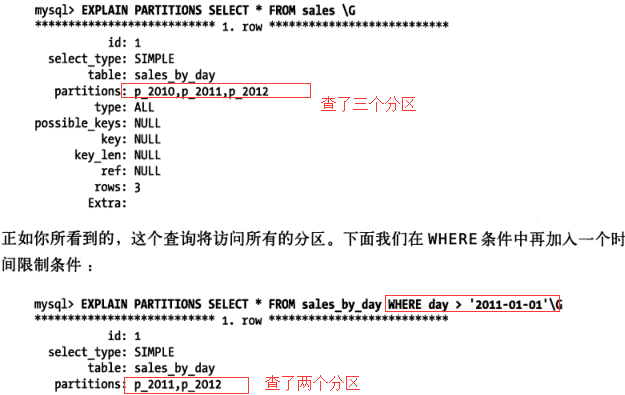 mysql> EXPLAIN PARTITIONS SELECT * FROM sales \G
*************************** 1. row ***************************
id: 1
select_type: SIMPLE
table: sales_by_day
partitions: p_2010,p_2011,p_2012
查了三个分区
type: ALL
possible_keys: NULL
key: NULL
key_len: NULL
ref: NULL
rows: 3
Extra:
正如你所看到的，这个查询将访问所有的分区。下面我们在 WHERE 条件中再加入一个时
间限制条件：
mysql> EXPLAIN PARTITIONS SELECT * FROM sales_by_day WHERE day > '2011-01-01'\G
*************************** 1. row ***************************
id: 1
select_type: SIMPLE
table: sales_by_day
partitions: p_2011,p_2012
查了两个分区